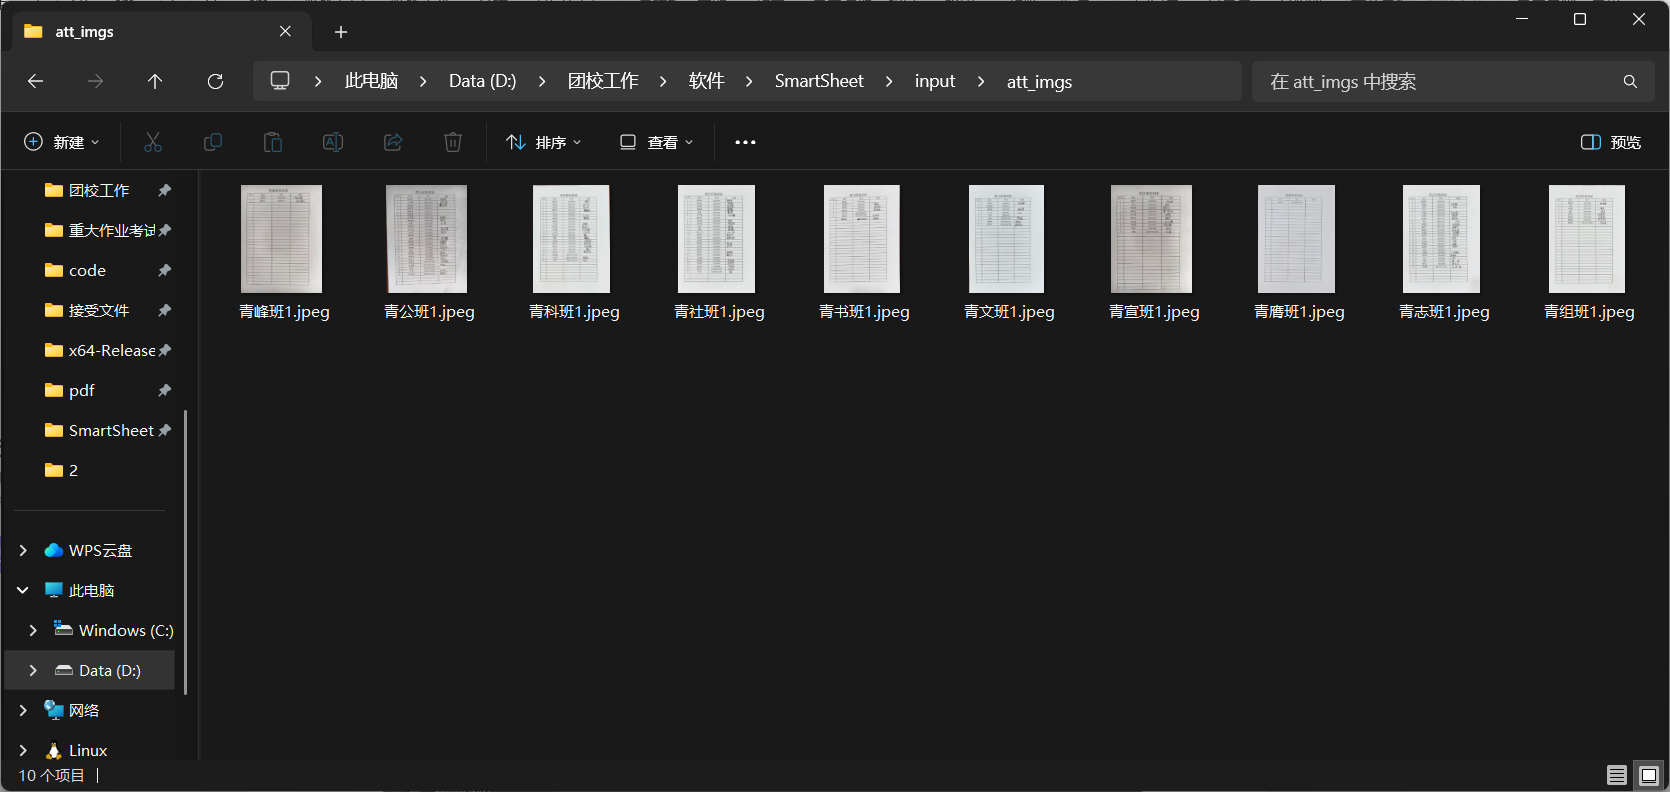 att_imgs
此电脑 > Data (D:) > 团校工作 > 软件 > SmartSheet > input > att_imgs
在 att_imgs 中搜索
新建
排序
查看
预览
团校工作
重大作业考试
code
接受文件
x64-Release
pdf
SmartSheet
2
WPS云盘
此电脑
Windows (C:)
Data (D:)
网络
Linux
青峰班1.jpeg
青公班1.jpeg
青科班1.jpeg
青社班1.jpeg
青书班1.jpeg
青文班1.jpeg
青宣班1.jpeg
青膺班1.jpeg
青志班1.jpeg
青组班1.jpeg
10 个项目